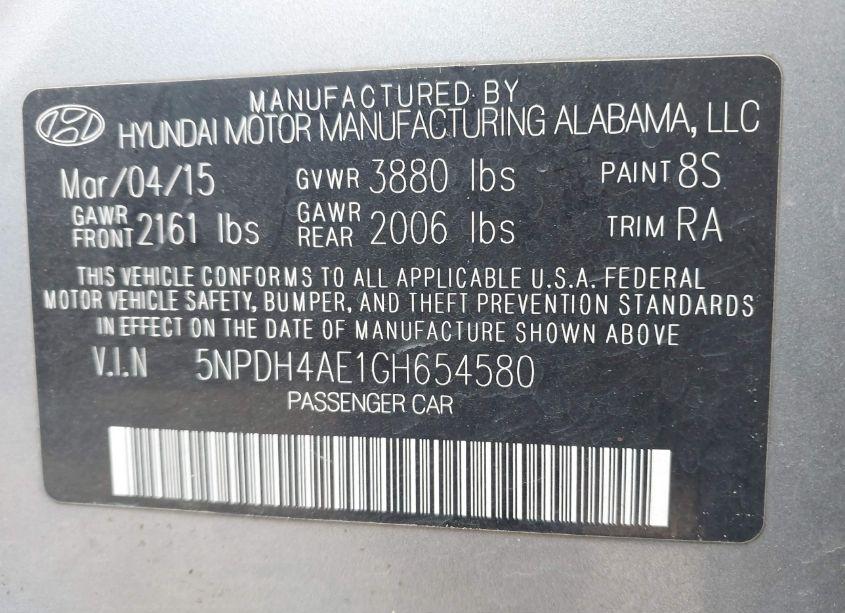 MANUFACTURED BY
HYUNDAI MOTOR MANUFACTURING ALABAMA, LLC
Mar/04/15 GVWR 3880 lbs PAINT 8S
GAWR FRONT 2161 lbs GAWR REAR 2006 lbs TRIM RA
THIS VEHICLE CONFORMS TO ALL APPLICABLE U.S.A. FEDERAL
MOTOR VEHICLE SAFETY, BUMPER, AND THEFT PREVENTION STANDARDS
IN EFFECT ON THE DATE OF MANUFACTURE SHOWN ABOVE
V.I.N 5NPDH4AE1GH654580
PASSENGER CAR